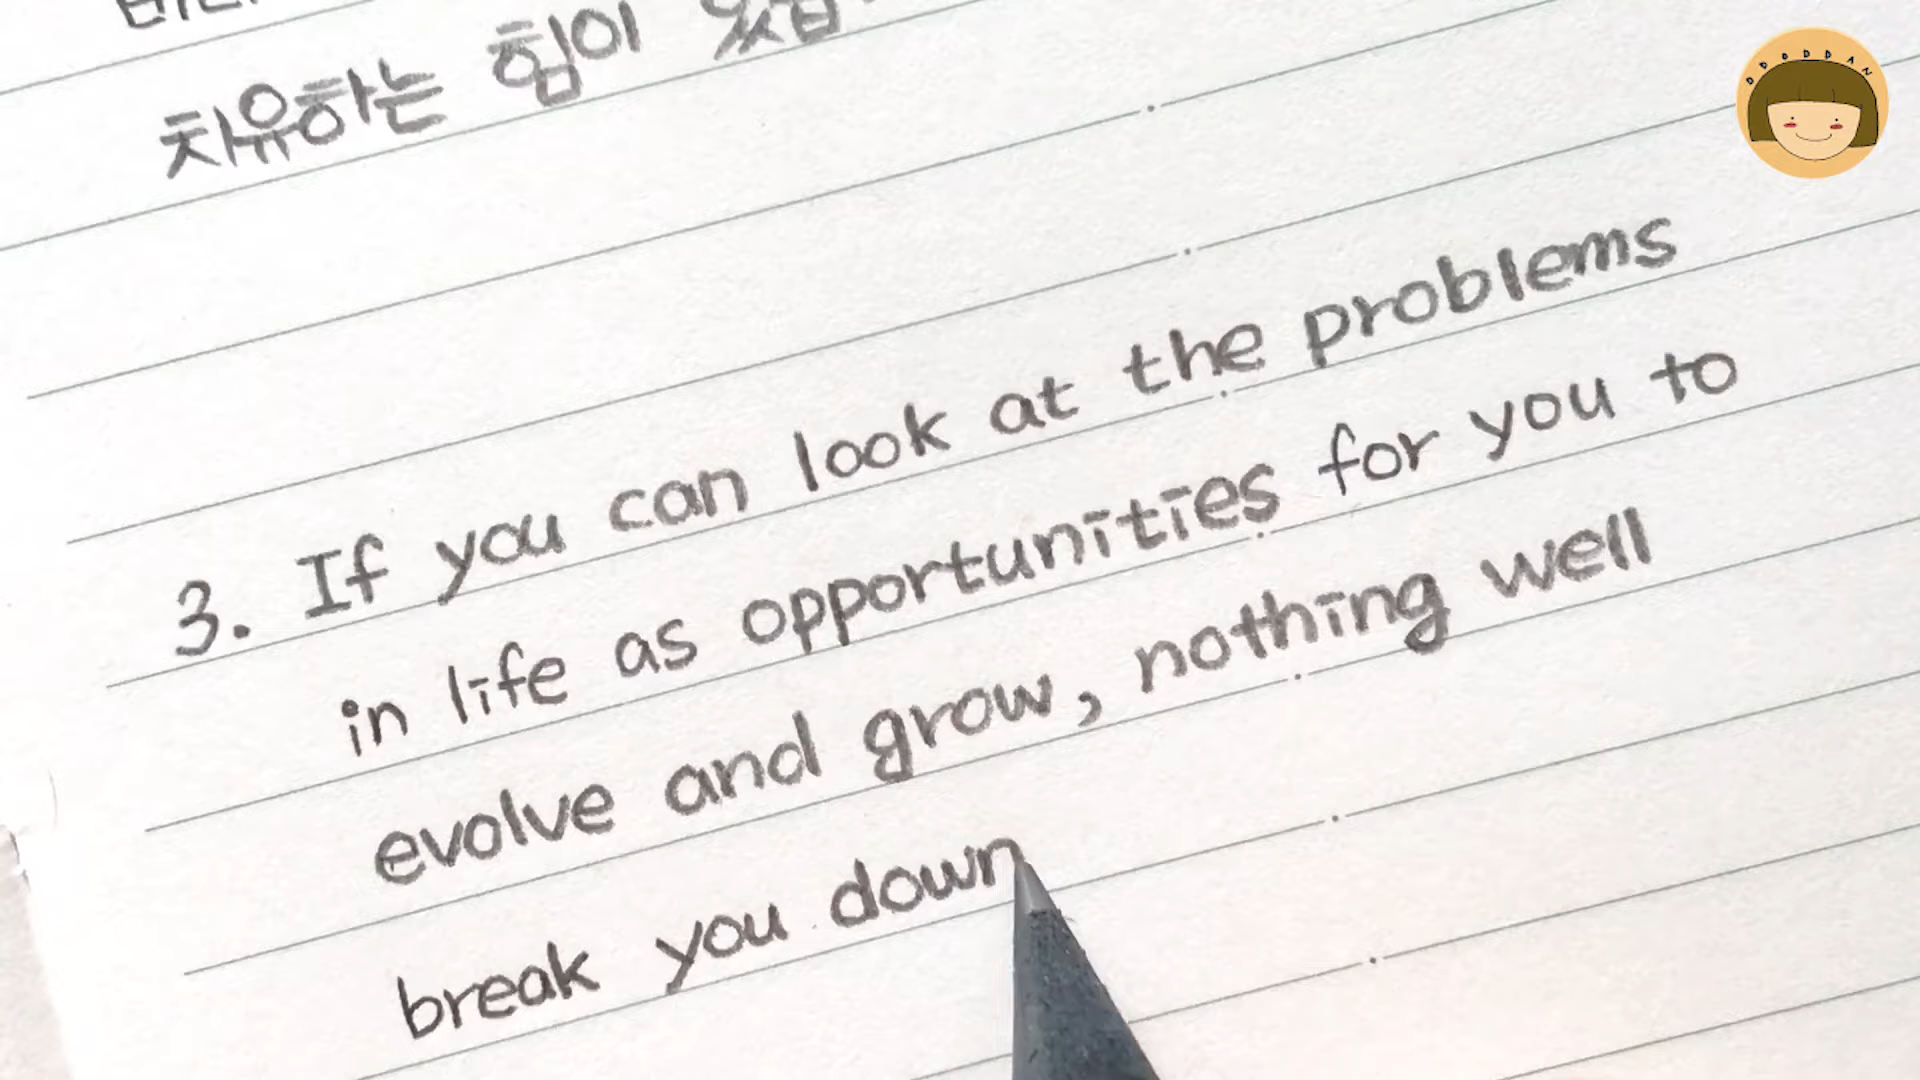 치유하는 힘이
3. If you can look at the problems
in life as opportunities for you to
evolve and grow, nothing well
break you down
DDODDAN